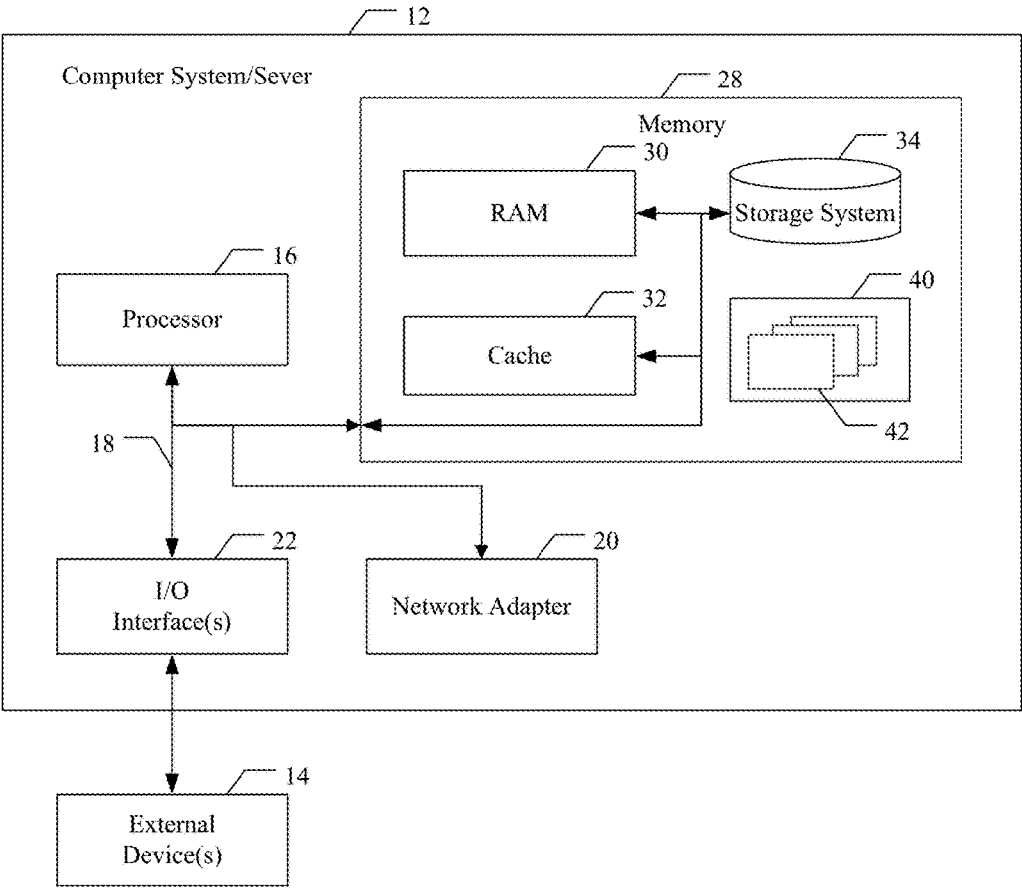 12
Computer System/Sever
28
Memory
30
34
RAM
Storage System
16
Processor
32
40
Cache
42
18
22
20
I/O
Interface(s)
Network Adapter
14
External
Device(s)